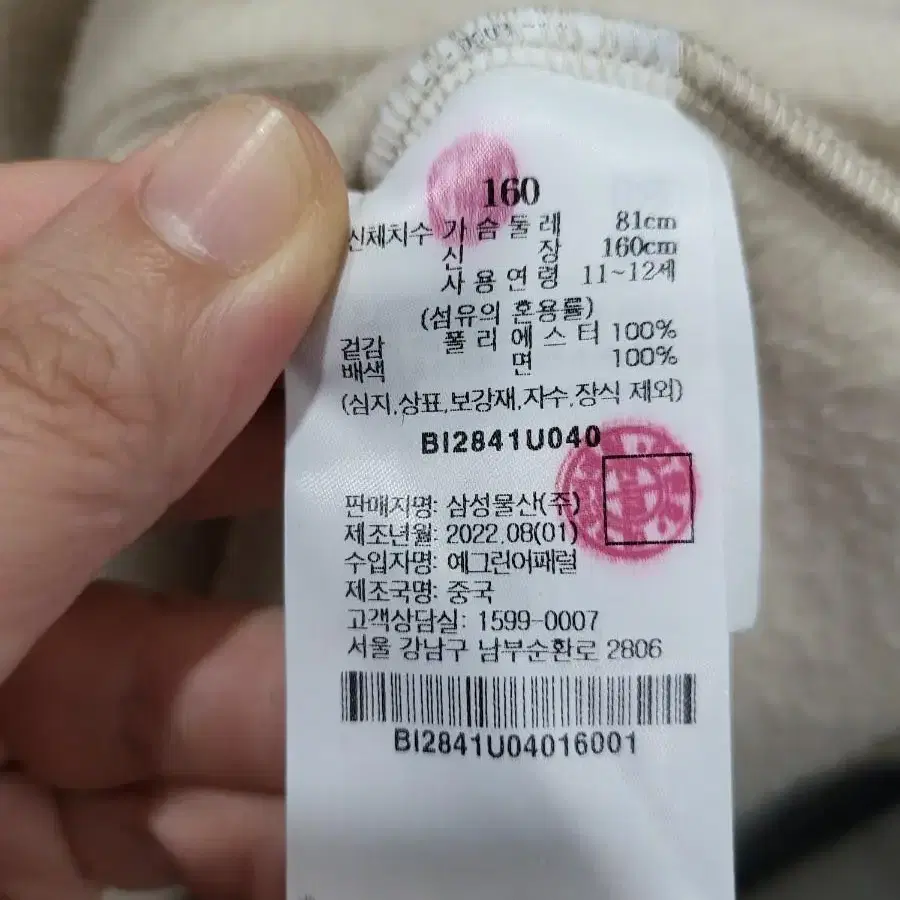 160
신체치수 가슴둘레 81cm
신장 160cm
사용연령 11~12세
(섬유의 혼용률)
겉감 폴리에스터 100%
배색 면 100%
(심지,상표,보강재,자수,장식 제외)
BI2841U040
판매자명: 삼성물산(주)
제조년월: 2022.08(01)
수입자명: 예그린어패럴
제조국명: 중국
고객상담실: 1599-0007
서울 강남구 남부순환로 2806
BI2841U04016001